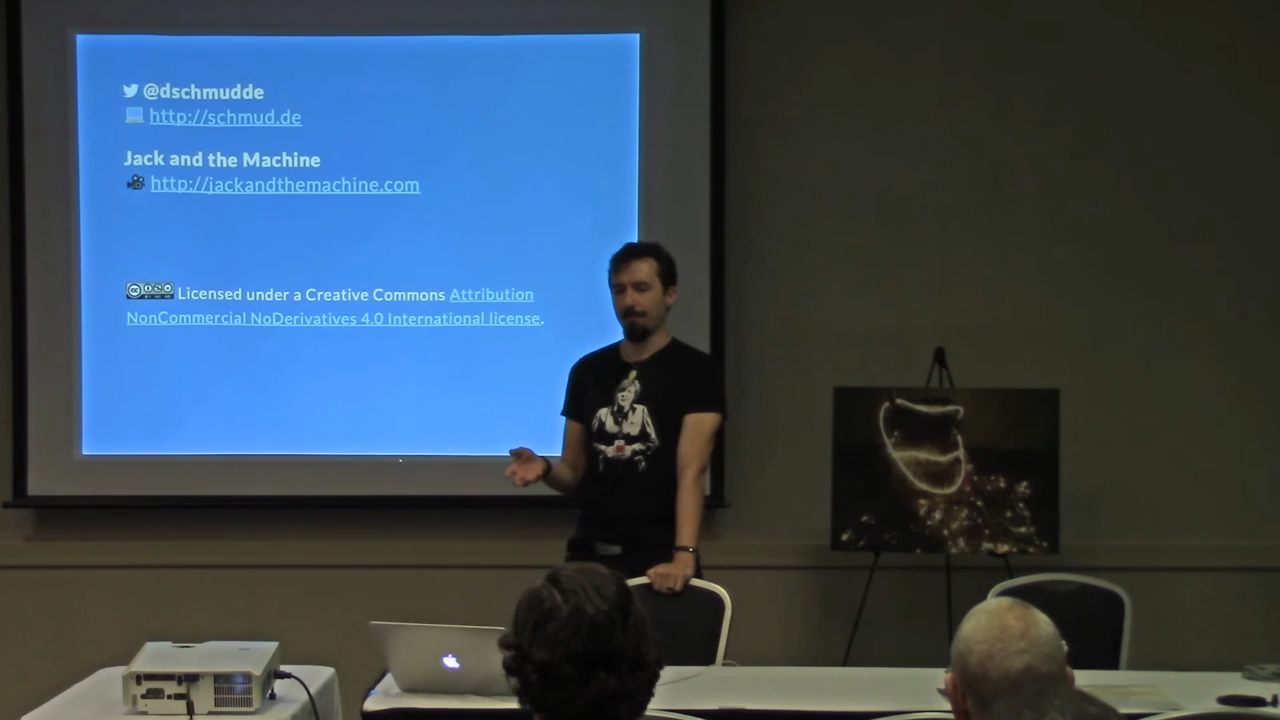 @dschmudde
http://schmud.de
Jack and the Machine
http://jackandthemachine.com
Licensed under a Creative Commons Attribution
NonCommercial NoDerivatives 4.0 International license.